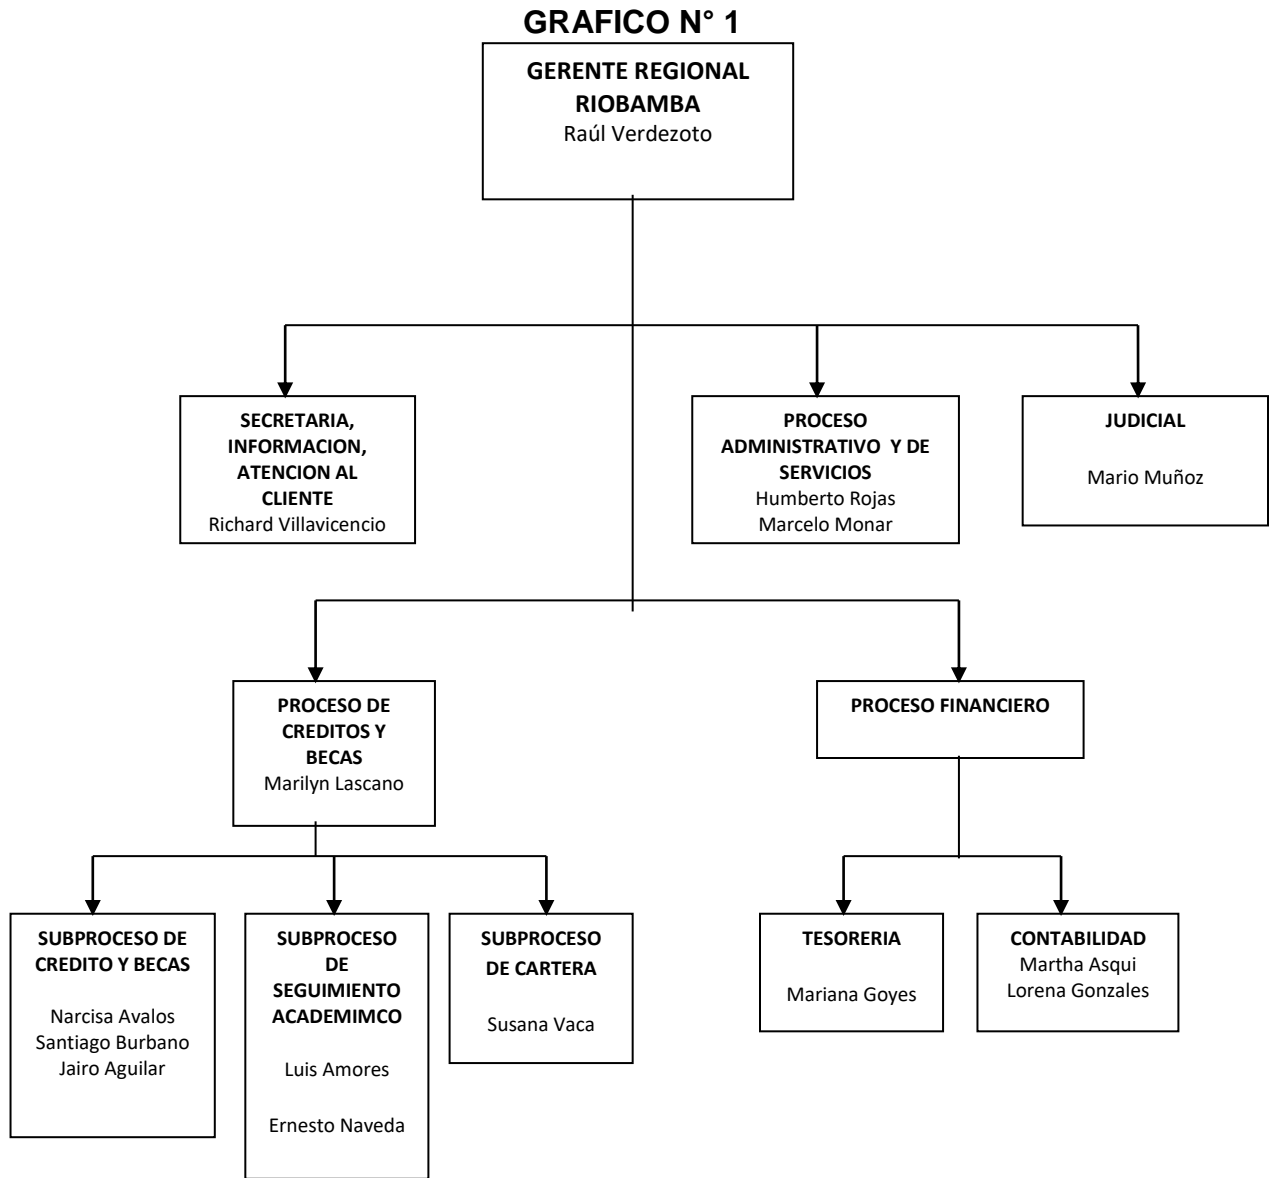 GRAFICO N° 1
GERENTE REGIONAL
RIOBAMBA
Raúl Verdezoto
SECRETARIA,
INFORMACION,
ATENCION AL
CLIENTE
Richard Villavicencio
PROCESO
ADMINISTRATIVO Y DE
SERVICIOS
Humberto Rojas
Marcelo Monar
JUDICIAL
Mario Muñoz
PROCESO DE
CREDITOS Y
BECAS
Marilyn Lascano
PROCESO FINANCIERO
SUBPROCESO DE
CREDITO Y BECAS
Narcisa Avalos
Santiago Burbano
Jairo Aguilar
SUBPROCESO
DE
SEGUIMIENTO
ACADEMIMCO
Luis Amores
Ernesto Naveda
SUBPROCESO
DE CARTERA
Susana Vaca
TESORERIA
Mariana Goyes
CONTABILIDAD
Martha Asqui
Lorena Gonzales